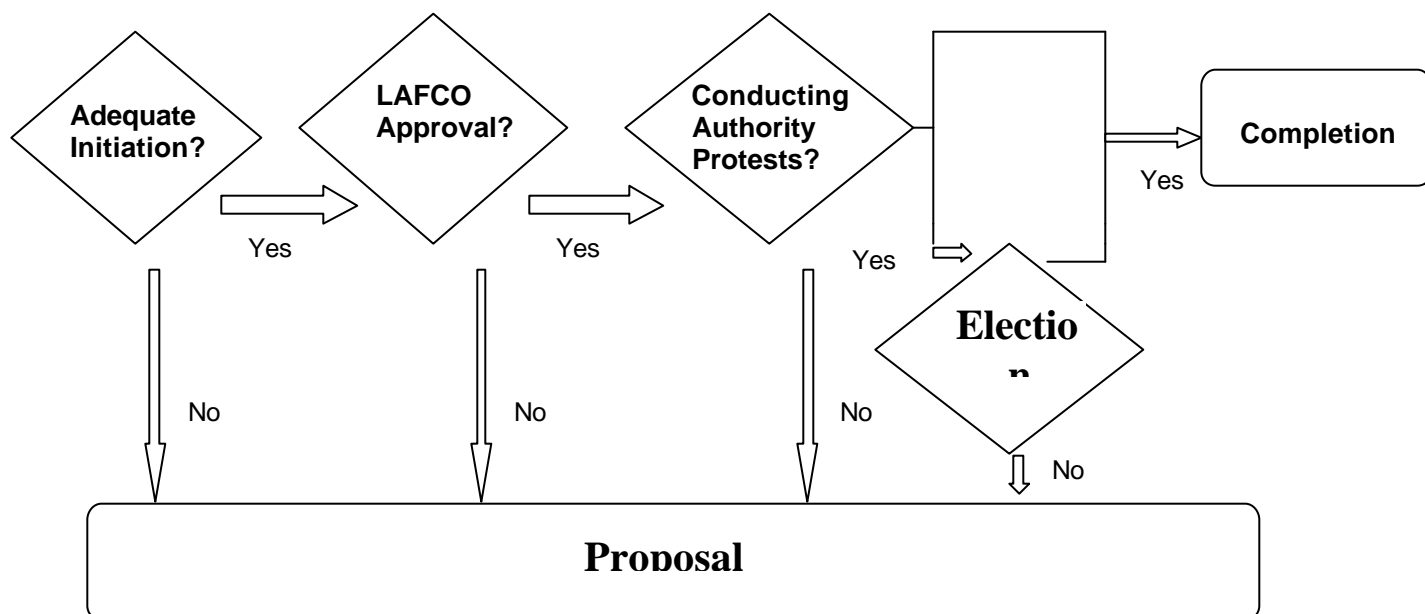 Adequate
Initiation?
LAFCO
Approval?
Conducting
Authority
Protests?
Completion
Yes
Yes
Yes
Yes
Electio
n
No
No
No
No
Proposal